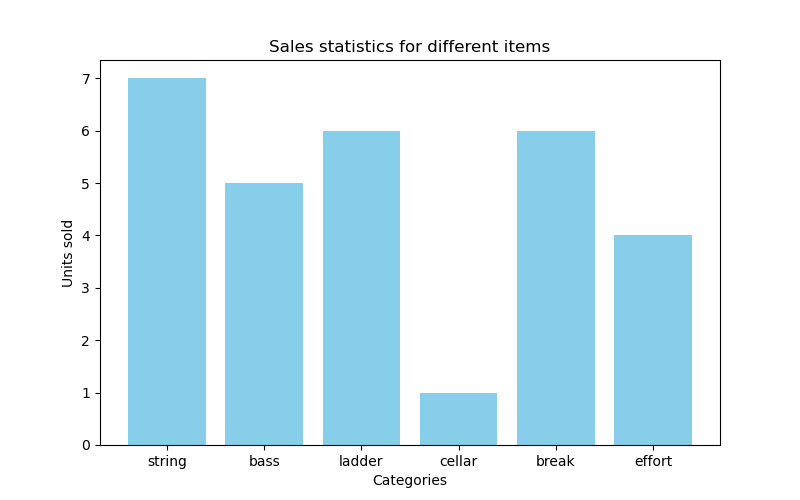 Sales statistics for different items
Units sold
7
6
5
4
3
2
1
0
string bass ladder cellar break effort
Categories